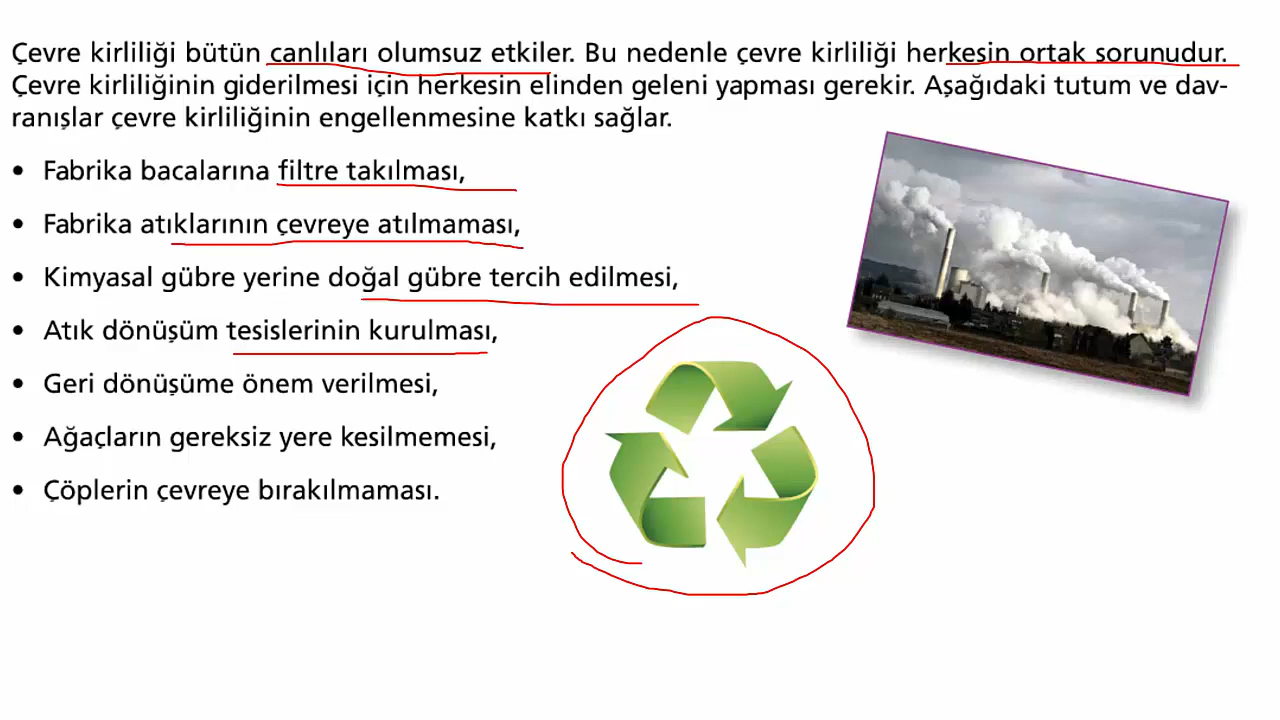 Çevre kirliliği bütün canlıları olumsuz etkiler. Bu nedenle çevre kirliliği herkesin ortak sorunudur.
Çevre kirliliğinin giderilmesi için herkesin elinden geleni yapması gerekir. Aşağıdaki tutum ve dav-
ranışlar çevre kirliliğinin engellenmesine katkı sağlar.
• Fabrika bacalarına filtre takılması,
• Fabrika atıklarının çevreye atılmaması,
• Kimyasal gübre yerine doğal gübre tercih edilmesi,
• Atık dönüşüm tesislerinin kurulması,
• Geri dönüşüme önem verilmesi,
• Ağaçların gereksiz yere kesilmemesi,
• Çöplerin çevreye bırakılmaması.